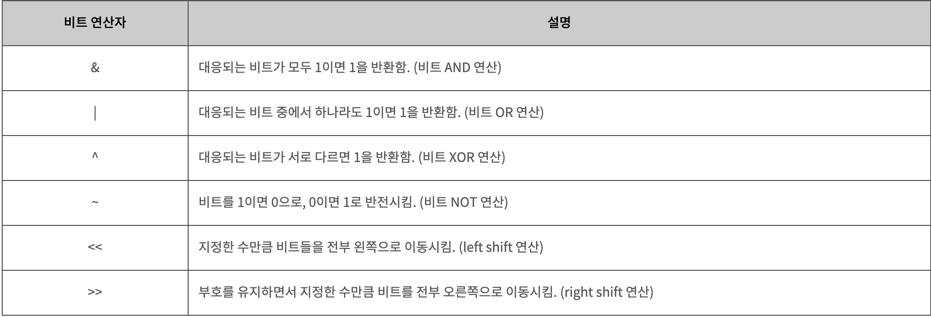 비트 연산자 설명
& 대응되는 비트가 모두 1이면 1을 반환함. (비트 AND 연산)
| 대응되는 비트 중에서 하나라도 1이면 1을 반환함. (비트 OR 연산)
^ 대응되는 비트가 서로 다르면 1을 반환함. (비트 XOR 연산)
~ 비트를 1이면 0으로, 0이면 1로 반전시킴. (비트 NOT 연산)
<< 지정한 수만큼 비트들을 전부 왼쪽으로 이동시킴. (left shift 연산)
>> 부호를 유지하면서 지정한 수만큼 비트를 전부 오른쪽으로 이동시킴. (right shift 연산)